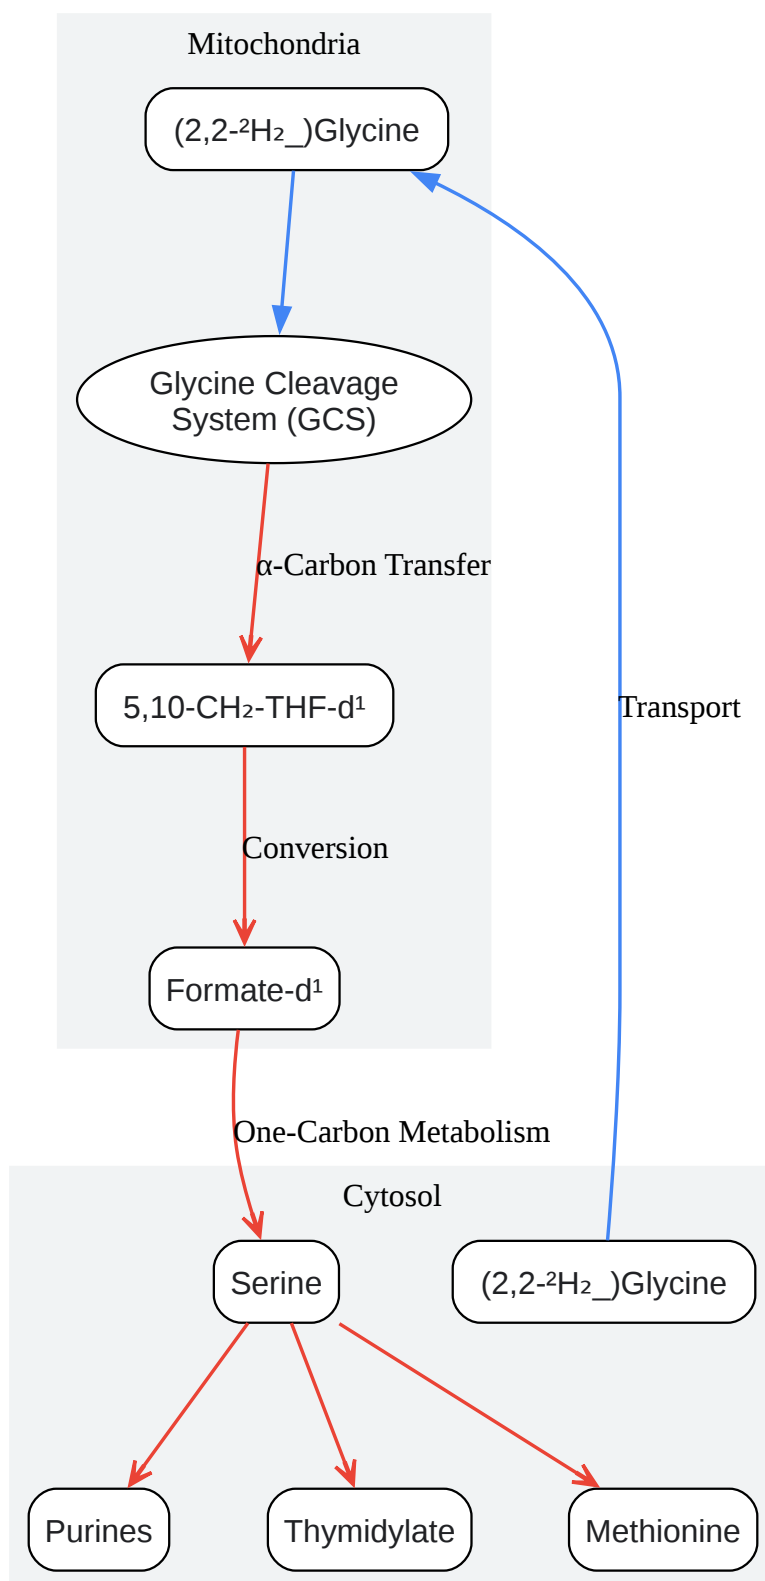 Mitochondria
(2,2-²H₂_)Glycine
Glycine Cleavage
System (GCS)
α-Carbon Transfer
5,10-CH₂-THF-d¹
Transport
Conversion
Formate-d¹
One-Carbon Metabolism
Cytosol
Serine
(2,2-²H₂_)Glycine
Purines
Thymidylate
Methionine